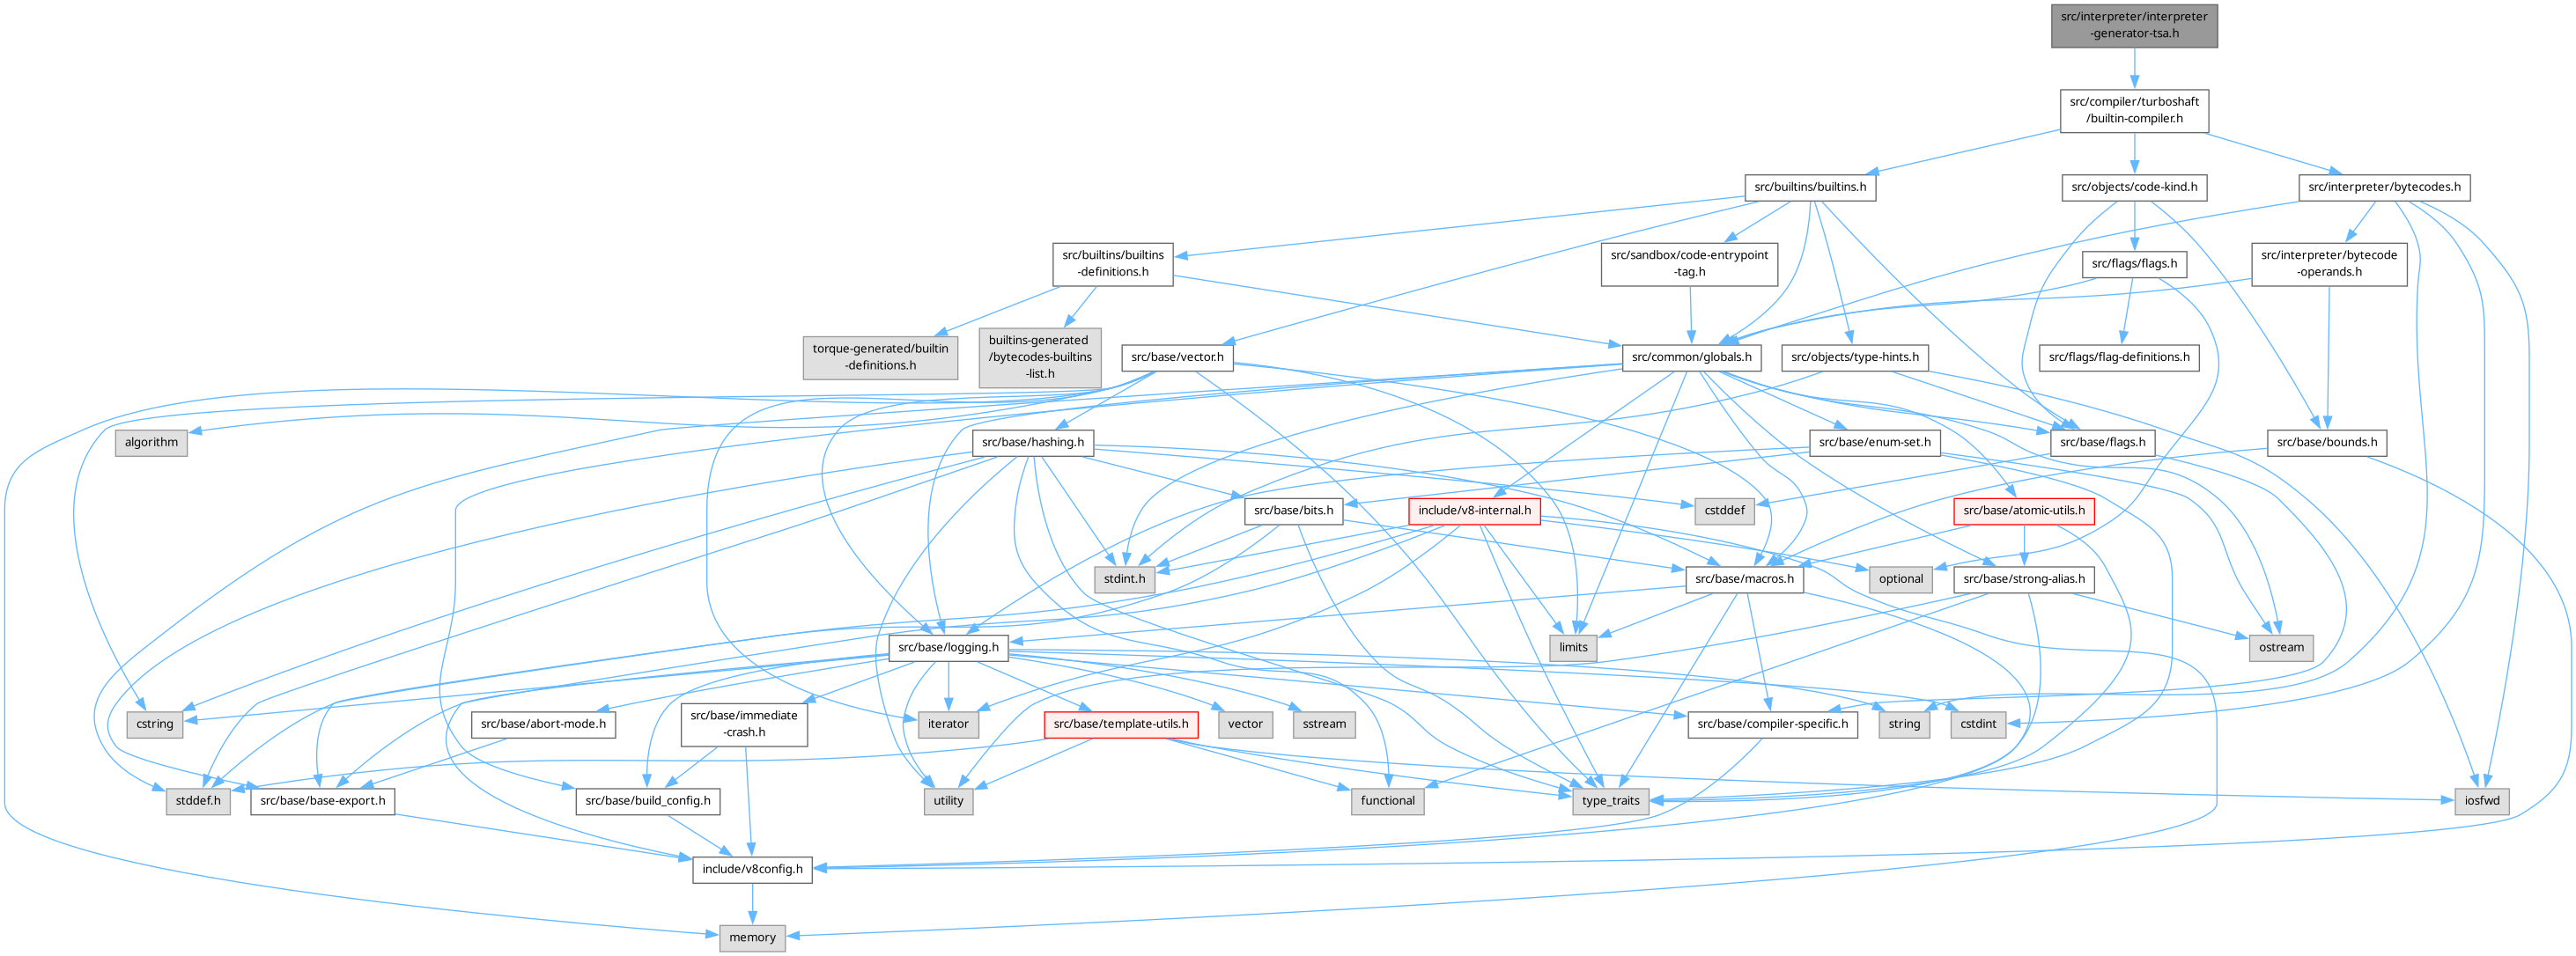 src/interpreter/interpreter
-generator-tsa.h
src/compiler/turboshaft
/builtin-compiler.h
src/builtins/builtins.h
src/objects/code-kind.h
src/interpreter/bytecodes.h
src/builtins/builtins
-definitions.h
src/sandbox/code-entrypoint
-tag.h
src/flags/flags.h
src/interpreter/bytecode
-operands.h
torque-generated/builtin
-definitions.h
builtins-generated
/bytecodes-builtins
-list.h
src/base/vector.h
src/common/globals.h
src/objects/type-hints.h
src/flags/flag-definitions.h
algorithm
src/base/hashing.h
src/base/enum-set.h
src/base/flags.h
src/base/bounds.h
src/base/bits.h
include/v8-internal.h
cstddef
src/base/atomic-utils.h
stdint.h
src/base/macros.h
optional
src/base/strong-alias.h
src/base/logging.h
limits
ostream
cstring
src/base/abort-mode.h
src/base/immediate
-crash.h
iterator
src/base/template-utils.h
vector
sstream
src/base/compiler-specific.h
string
cstdint
stddef.h
src/base/base-export.h
src/base/build_config.h
utility
functional
type_traits
iosfwd
include/v8config.h
memory